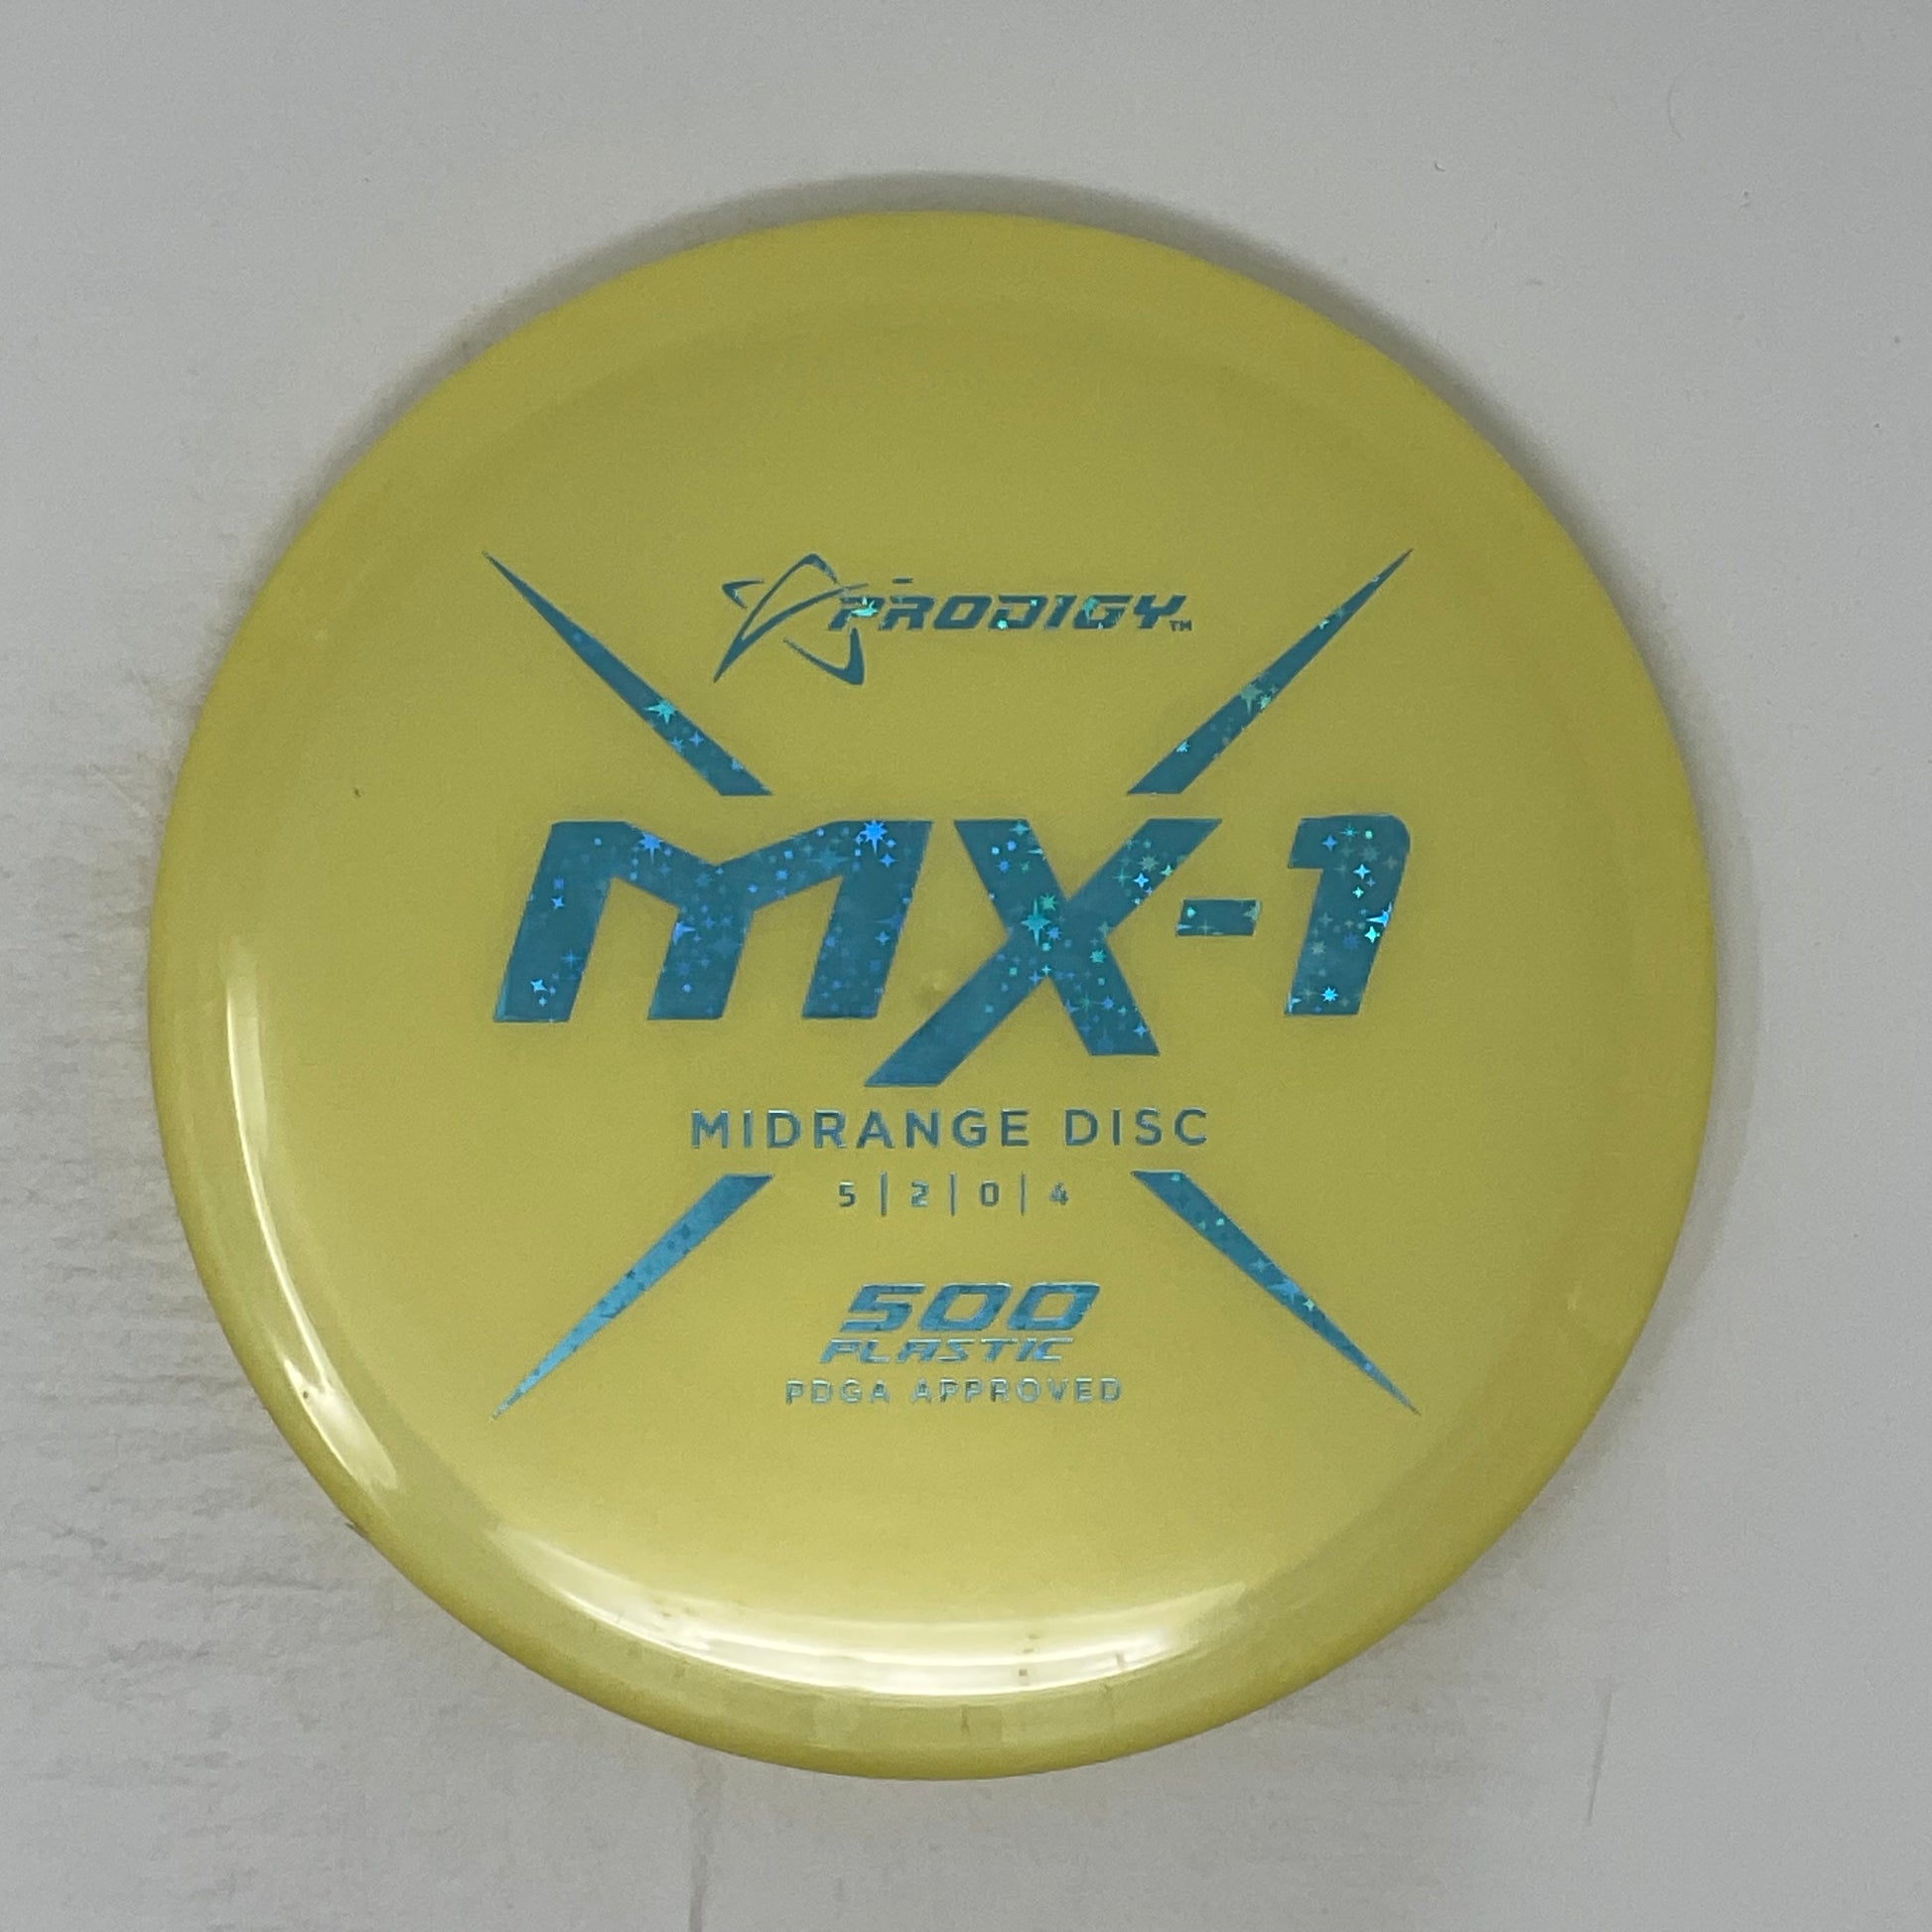 PRODIGY™
MX-1
MIDRANGE DISC
5 | 2 | 0 | 4
500
PLASTIC
PDGA APPROVED